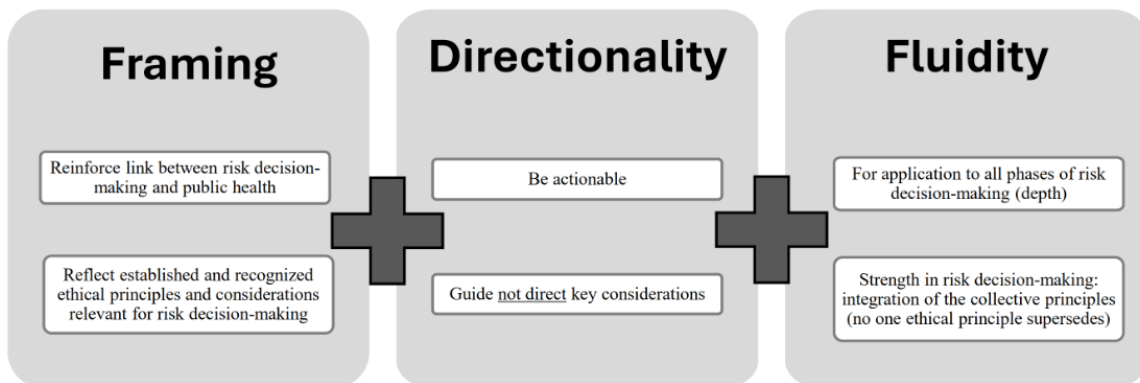 Framing
Reinforce link between risk decision-
making and public health
Reflect established and recognized
ethical principles and considerations
relevant for risk decision-making
Directionality
Be actionable
Guide not direct key considerations
Fluidity
For application to all phases of risk
decision-making (depth)
Strength in risk decision-making:
integration of the collective principles
(no one ethical principle supersedes)